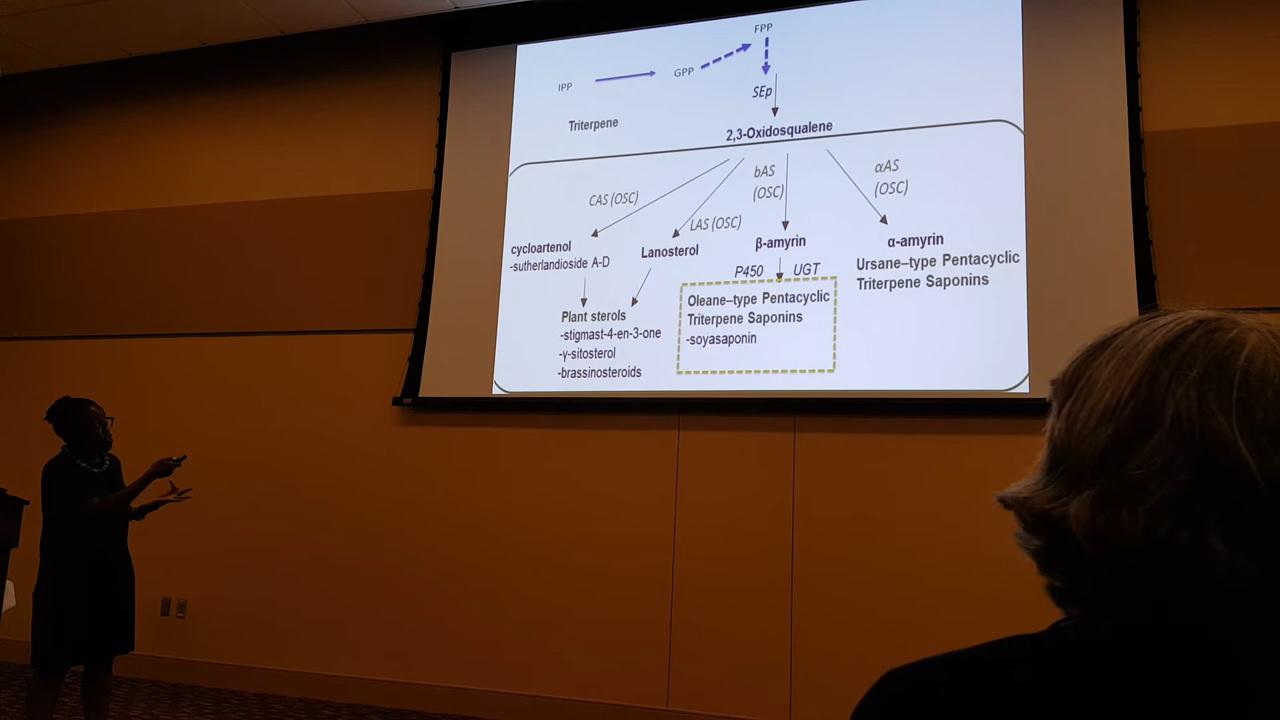 FPP
IPP
GPP
SEp
Triterpene
2,3-Oxidosqualene
CAS (OSC)
LAS (OSC)
bAS
(OSC)
αAS
(OSC)
cycloartenol
-sutherlandioside A-D
Lanosterol
β-amyrin
α-amyrin
Ursane–type Pentacyclic
Triterpene Saponins
P450
UGT
Plant sterols
-stigmast-4-en-3-one
-γ-sitosterol
-brassinosteroids
Oleane–type Pentacyclic
Triterpene Saponins
-soyasaponin